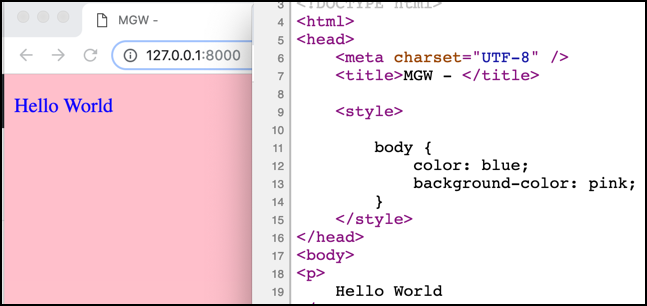 MGW -
127.0.0.1:8000
Hello World
3 <!DOCTYPE html>
4 <html>
5 <head>
6 <meta charset="UTF-8" />
7 <title>MGW - </title>
8
9 <style>
10
11 body {
12 color: blue;
13 background-color: pink;
14 }
15 </style>
16 </head>
17 <body>
18 <p>
19 Hello World